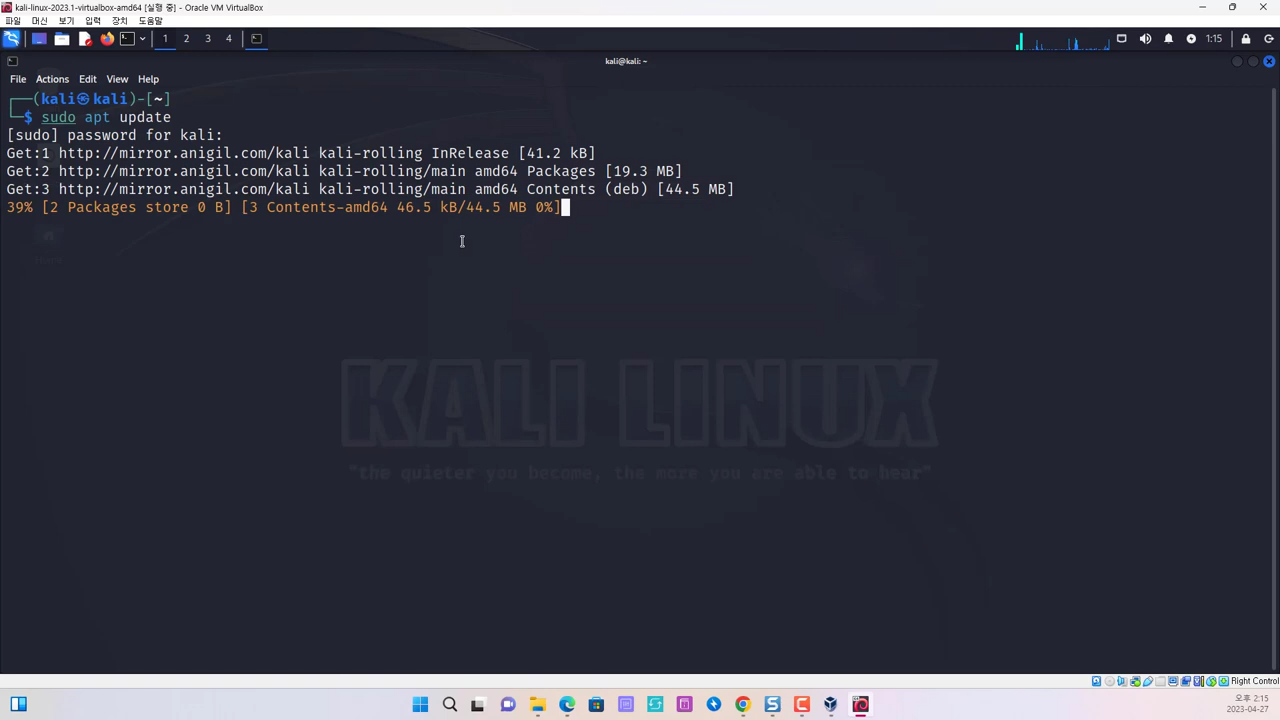 kali-linux-2023.1-virtualbox-amd64 [실행 중] - Oracle VM VirtualBox
파일 머신 보기 입력 장치 도움말
1 2 3 4
1:15
kali@kali: ~
File Actions Edit View Help
┌──(kali㉿kali)-[~]
└─$ sudo apt update
[sudo] password for kali:
Get:1 http://mirror.anigil.com/kali kali-rolling InRelease [41.2 kB]
Get:2 http://mirror.anigil.com/kali kali-rolling/main amd64 Packages [19.3 MB]
Get:3 http://mirror.anigil.com/kali kali-rolling/main amd64 Contents (deb) [44.5 MB]
39% [2 Packages store 0 B] [3 Contents-amd64 46.5 kB/44.5 MB 0%]
KALI LINUX
"the quieter you become, the more you are able to hear"
Right Control
오후 2:15
2023-04-27